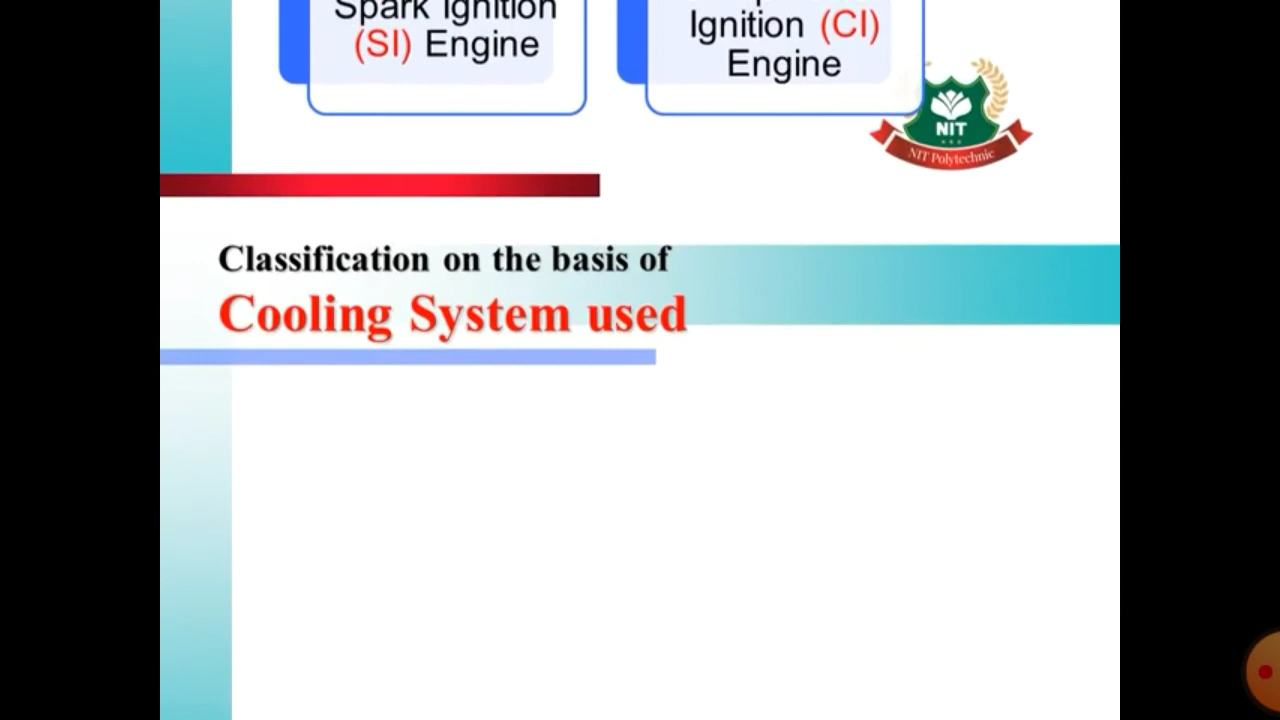 Spark Ignition
(SI) Engine
Ignition (CI)
Engine
NIT
NIT Polytechnic
Classification on the basis of
Cooling System used